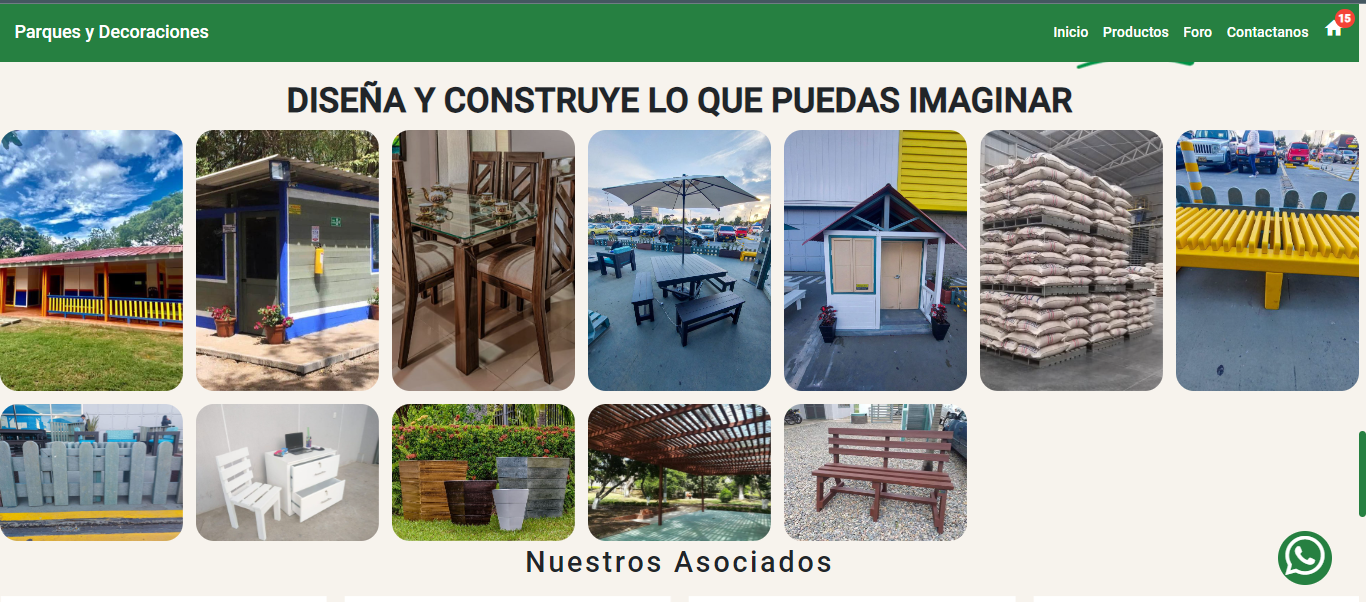 Parques y Decoraciones
Inicio Productos Foro Contactanos 15
DISEÑA Y CONSTRUYE LO QUE PUEDAS IMAGINAR
Nuestros Asociados